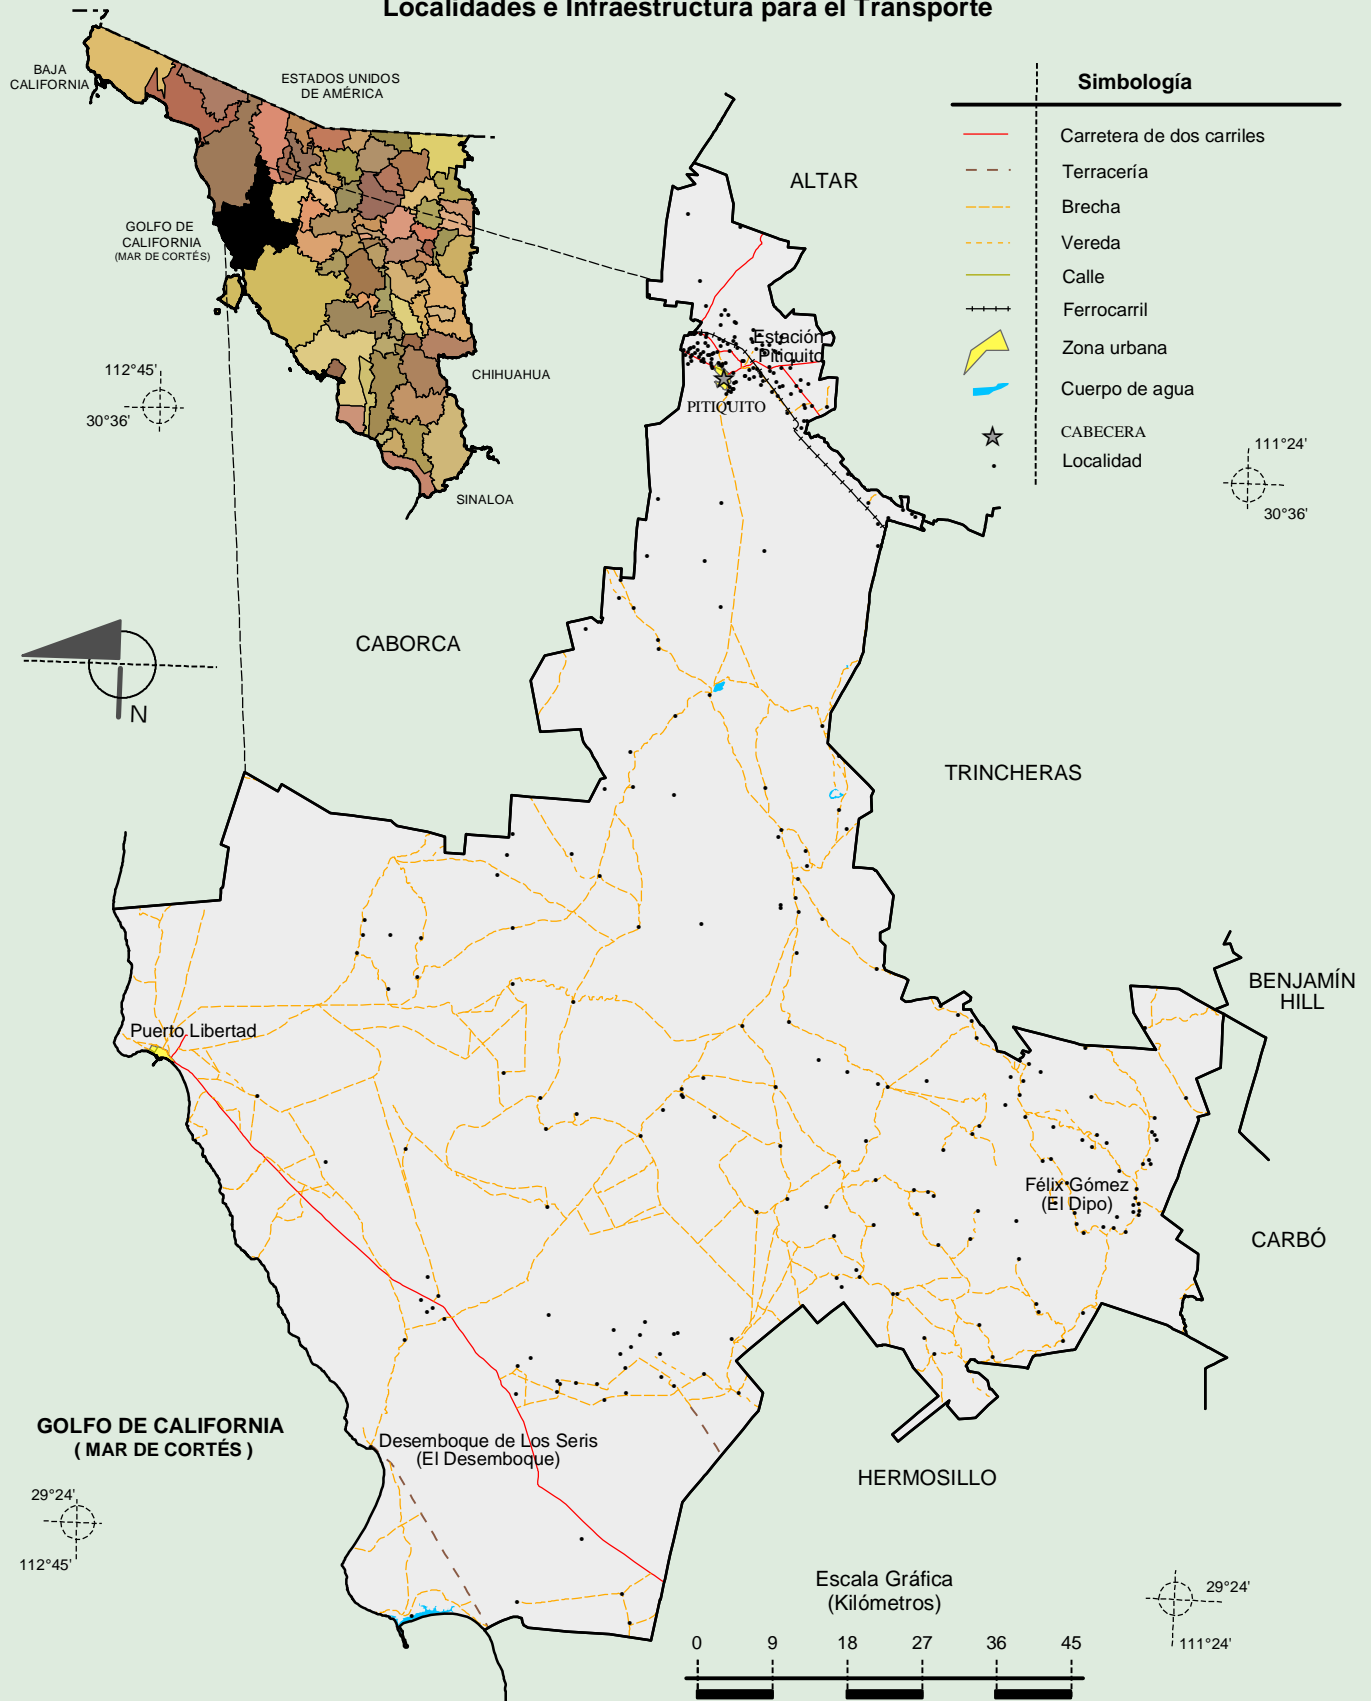 Localidades e Infraestructura para el Transporte
BAJA
CALIFORNIA
ESTADOS UNIDOS
DE AMÉRICA
GOLFO DE
CALIFORNIA
(MAR DE CORTÉS)
CHIHUAHUA
SINALOA
112°45'
30°36'
Simbología
Carretera de dos carriles
Terracería
Brecha
Vereda
Calle
Ferrocarril
Zona urbana
Cuerpo de agua
CABECERA
Localidad
111°24'
30°36'
ALTAR
Estación
Pitiquito
PITIQUITO
CABORCA
N
TRINCHERAS
BENJAMÍN
HILL
Puerto Libertad
Félix Gómez
(El Dipo)
CARBÓ
GOLFO DE CALIFORNIA
( MAR DE CORTÉS )
Desemboque de Los Seris
(El Desemboque)
HERMOSILLO
29°24'
112°45'
Escala Gráfica
(Kilómetros)
0 9 18 27 36 45
29°24'
111°24'